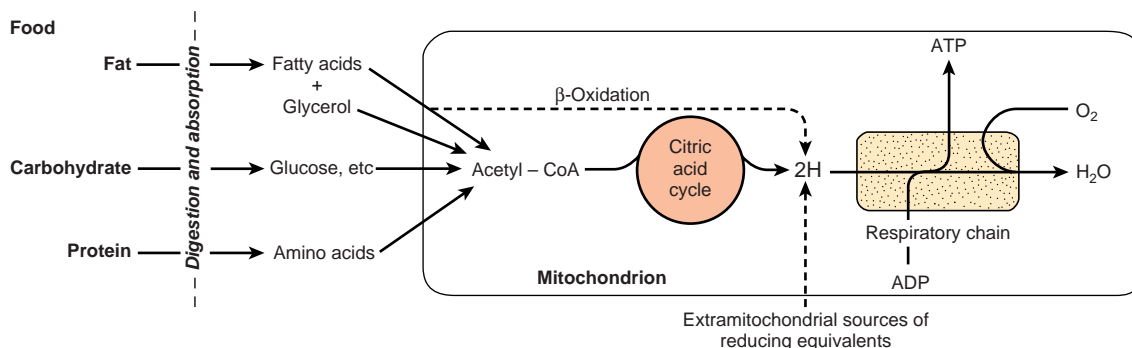 Food
Fat
Carbohydrate
Protein
Digestion and absorption
Fatty acids
+
Glycerol
Glucose, etc
Amino acids
β-Oxidation
Acetyl – CoA
Citric
acid
cycle
2H
ATP
O₂
H₂O
Respiratory chain
ADP
Mitochondrion
Extramitochondrial sources of
reducing equivalents